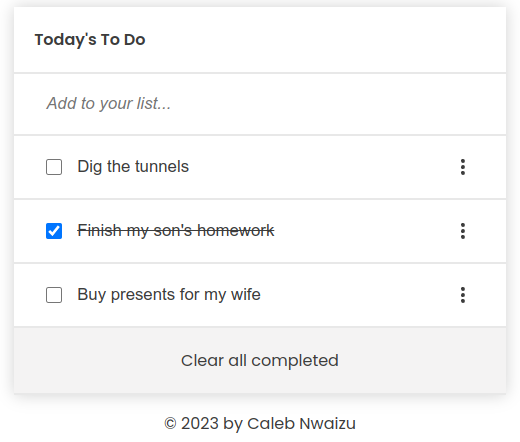 Today's To Do
Add to your list...
Dig the tunnels
Finish my son's homework
Buy presents for my wife
Clear all completed
© 2023 by Caleb Nwaizu